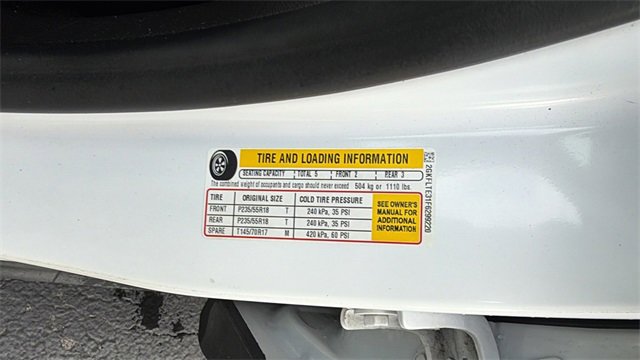 TIRE AND LOADING INFORMATION
SEATING CAPACITY TOTAL 5 FRONT 2 REAR 3
The combined weight of occupants and cargo should never exceed 504 kg or 1110 lbs.
TIRE ORIGINAL SIZE COLD TIRE PRESSURE
FRONT P235/55R18 T 240 kPa, 35 PSI
REAR P235/55R18 T 240 kPa, 35 PSI
SPARE T145/70R17 M 420 kPa, 60 PSI
SEE OWNER'S
MANUAL FOR
ADDITIONAL
INFORMATION
2GKFLTE31F6299220